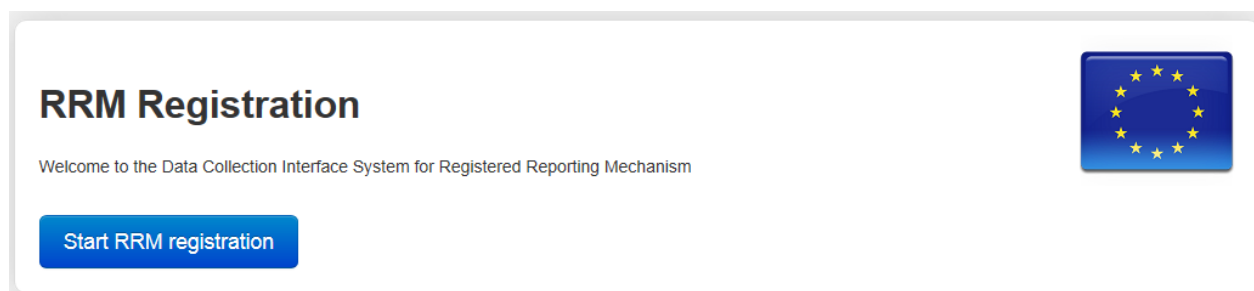 RRM Registration
Welcome to the Data Collection Interface System for Registered Reporting Mechanism
Start RRM registration